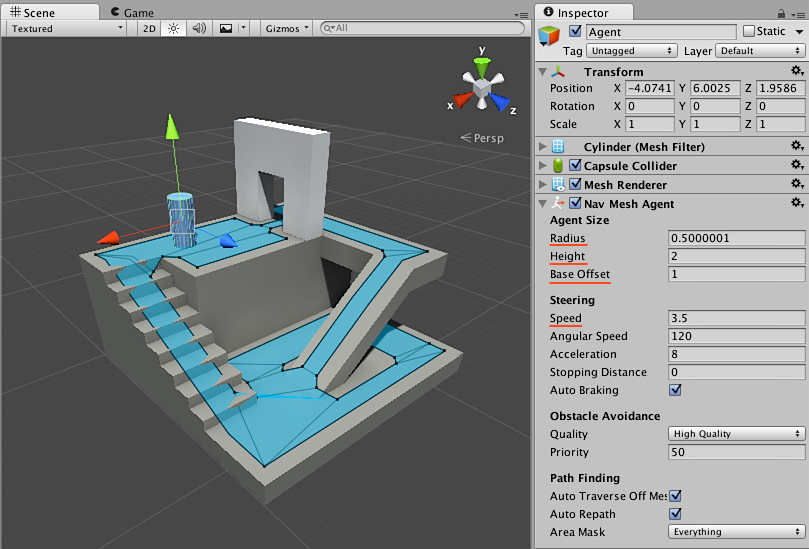 Scene
Game
Textured
2D
Gizmos
All
y
x
z
Persp
Inspector
Agent
Static
Tag Untagged Layer Default
Transform
Position X -4.0741 Y 6.0025 Z 1.9586
Rotation X 0 Y 0 Z 0
Scale X 1 Y 1 Z 1
Cylinder (Mesh Filter)
Capsule Collider
Mesh Renderer
Nav Mesh Agent
Agent Size
Radius 0.5000001
Height 2
Base Offset 1
Steering
Speed 3.5
Angular Speed 120
Acceleration 8
Stopping Distance 0
Auto Braking
Obstacle Avoidance
Quality High Quality
Priority 50
Path Finding
Auto Traverse Off Mes
Auto Repath
Area Mask Everything